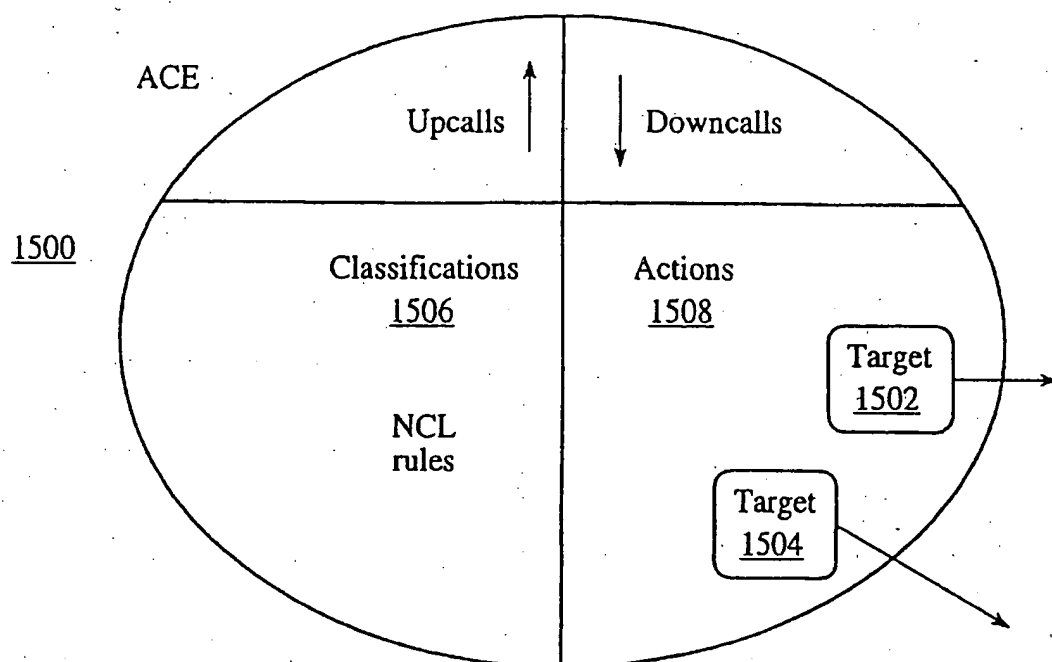 ACE
Upcalls
Downcalls
1500
Classifications
1506
Actions
1508
Target
1502
NCL
rules
Target
1504